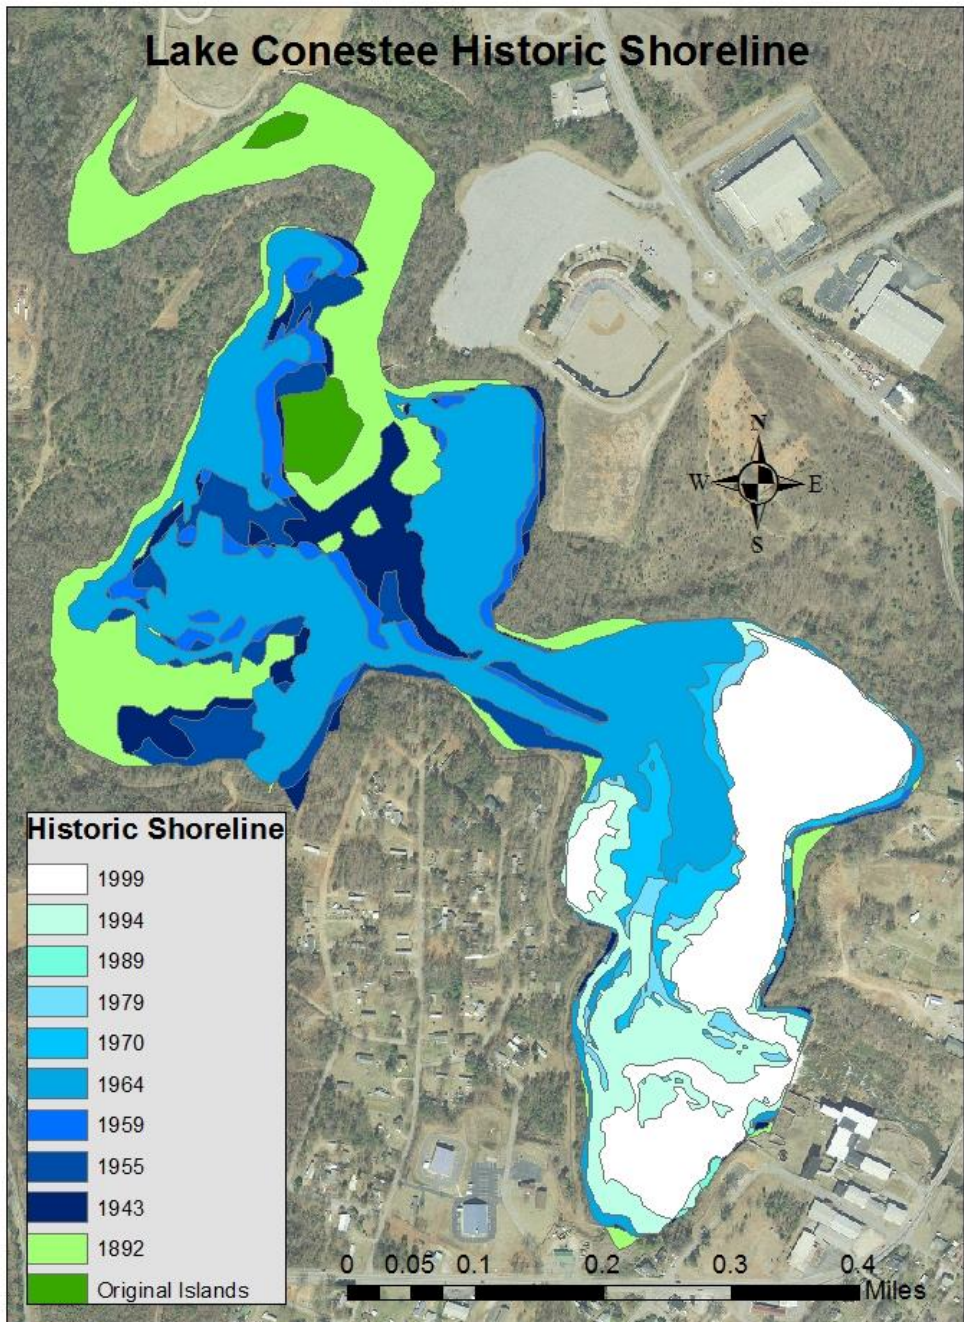 Lake Conestee Historic Shoreline
N
W E
S
Historic Shoreline
1999
1994
1989
1979
1970
1964
1959
1955
1943
1892
Original Islands
0 0.05 0.1 0.2 0.3 0.4
Miles